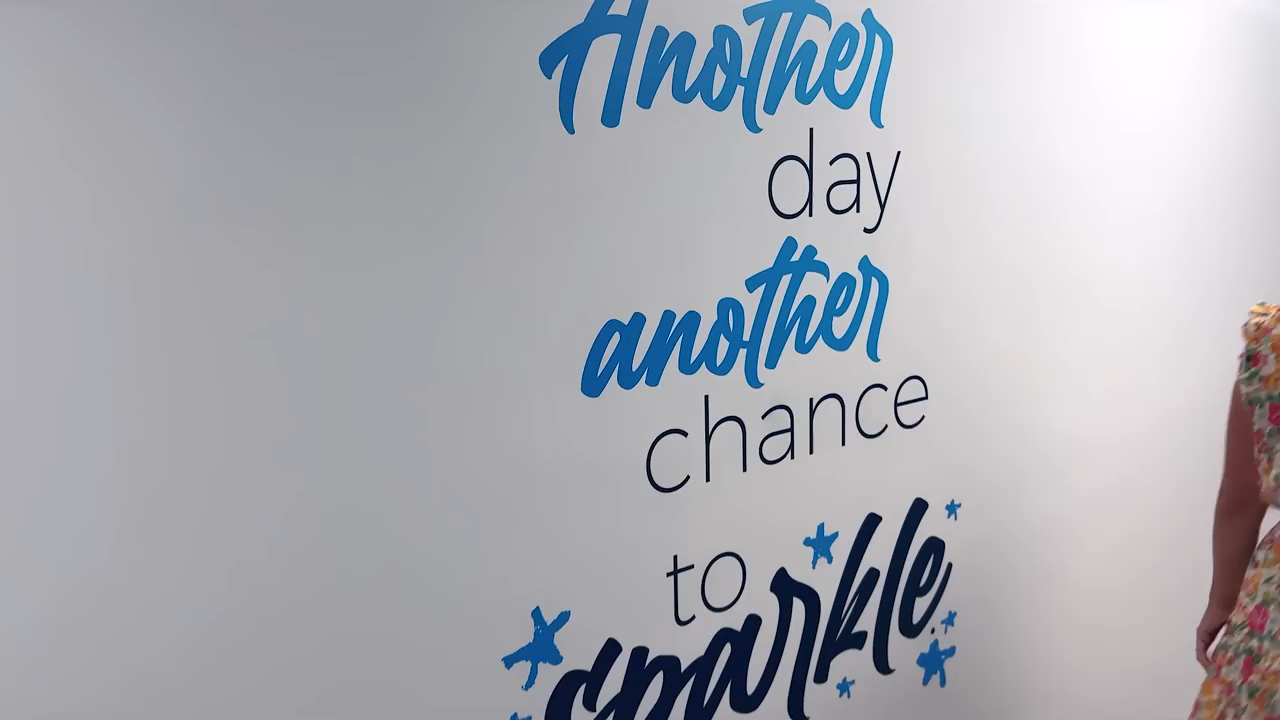 Another
day
another
chance
to
sparkle.